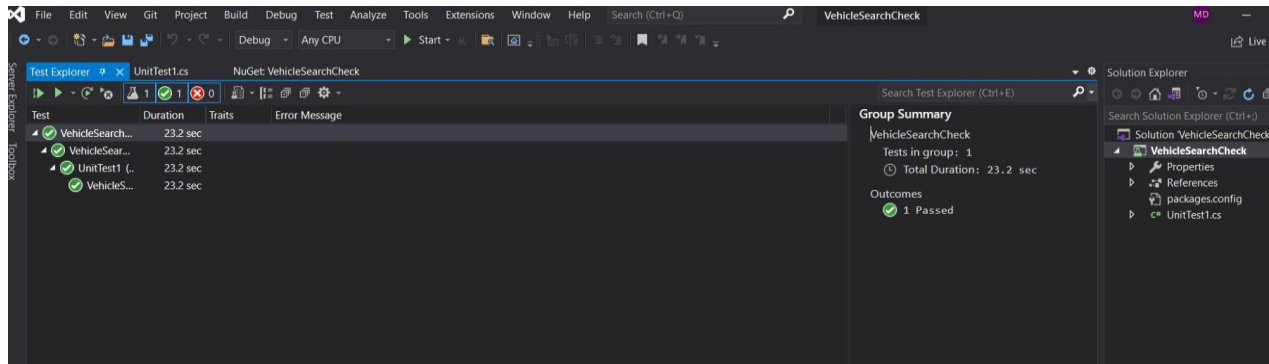 File Edit View Git Project Build Debug Test Analyze Tools Extensions Window Help Search (Ctrl+Q) VehicleSearchCheck MD
Debug Any CPU Start Live
Server Explorer
Toolbox
Test Explorer UnitTest1.cs NuGet: VehicleSearchCheck
1 1 0 Search Test Explorer (Ctrl+E)
Test Duration Traits Error Message
VehicleSearch... 23.2 sec
VehicleSear... 23.2 sec
UnitTest1 (.. 23.2 sec
VehicleS... 23.2 sec
Group Summary
VehicleSearchCheck
Tests in group: 1
Total Duration: 23.2 sec
Outcomes
1 Passed
Solution Explorer
Search Solution Explorer (Ctrl+;)
Solution 'VehicleSearchCheck
VehicleSearchCheck
Properties
References
packages.config
C# UnitTest1.cs